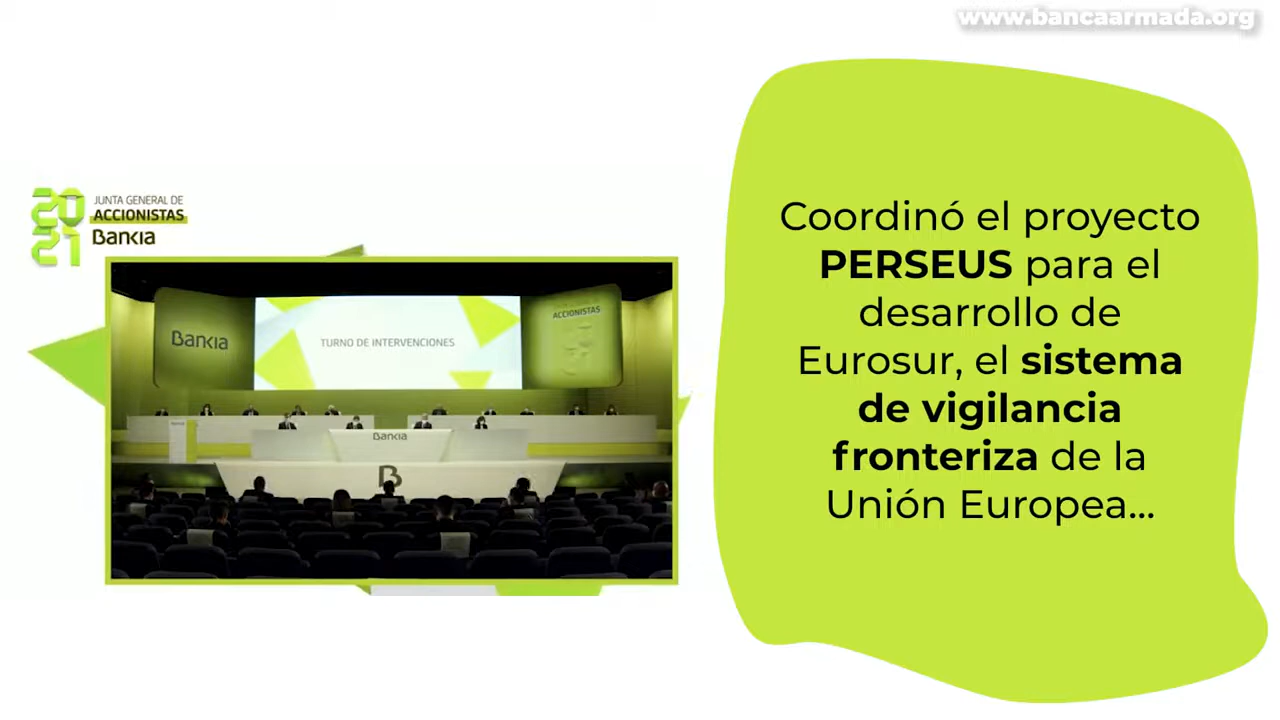 www.bancaarmada.org
2021
JUNTA GENERAL DE
ACCIONISTAS
Bankia
Bankia
TURNO DE INTERVENCIONES
ACCIONISTAS
Bankia
B
Coordinó el proyecto
PERSEUS para el
desarrollo de
Eurosur, el sistema
de vigilancia
fronteriza de la
Unión Europea...